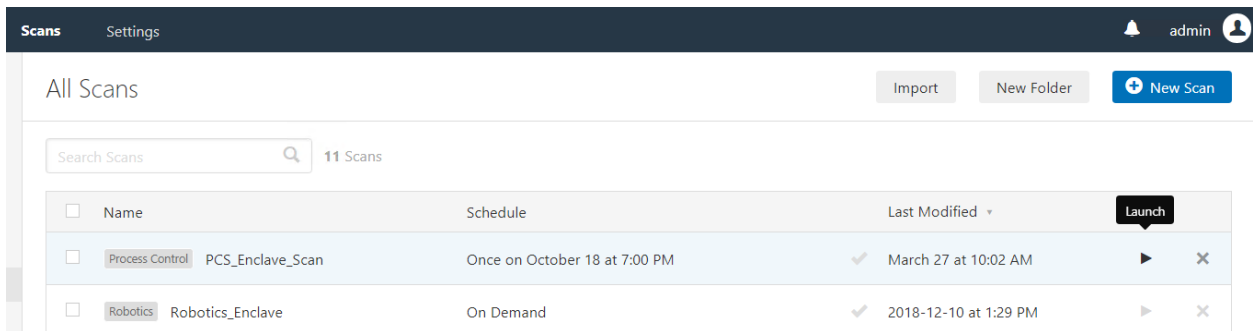 Scans Settings admin
All Scans Import New Folder New Scan
Search Scans 11 Scans
Name Schedule Last Modified Launch
Process Control PCS_Enclave_Scan Once on October 18 at 7:00 PM March 27 at 10:02 AM
Robotics Robotics_Enclave On Demand 2018-12-10 at 1:29 PM